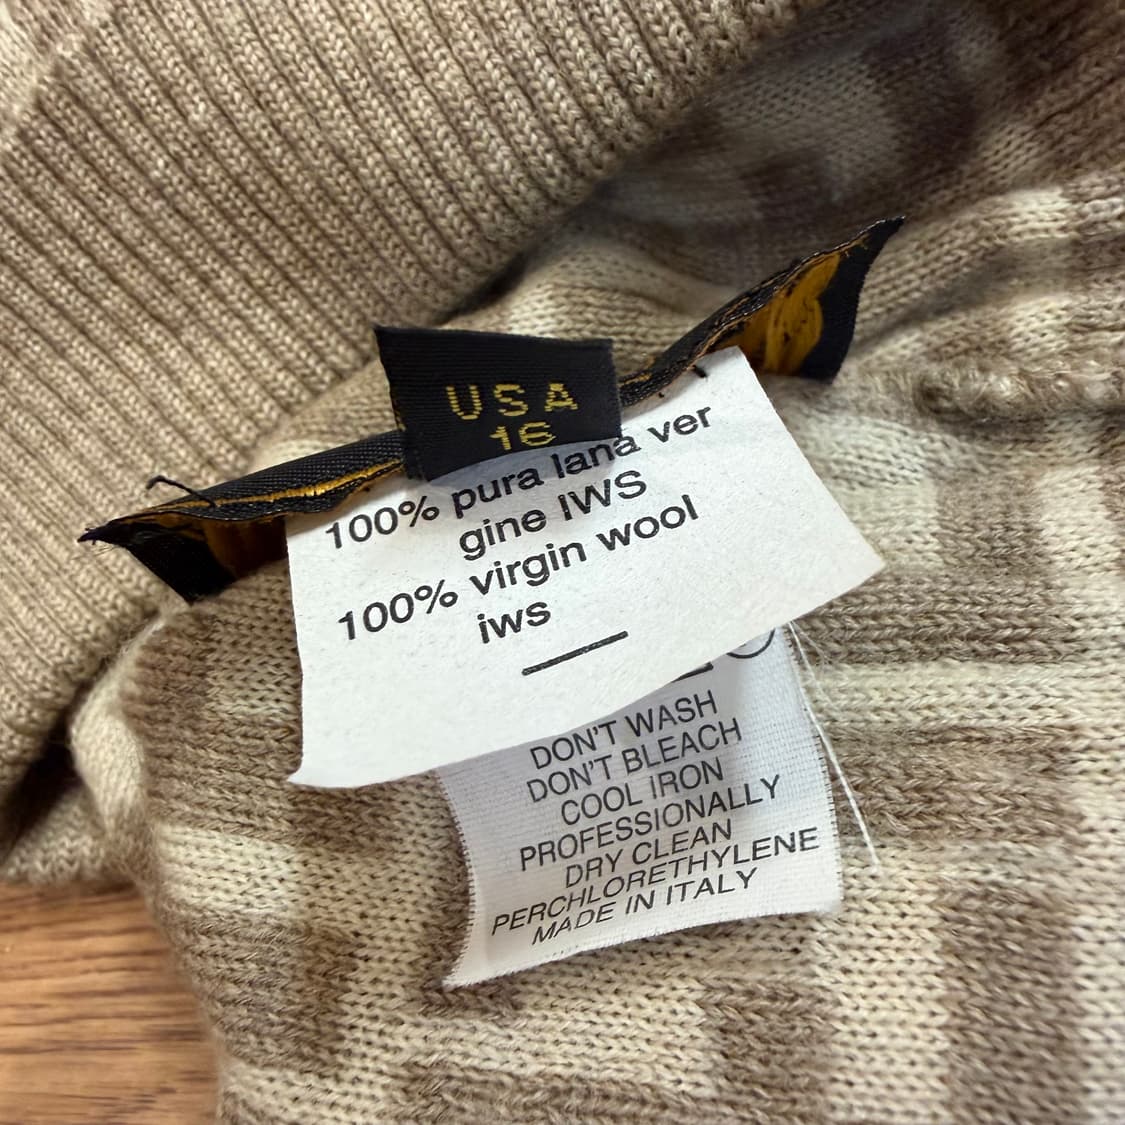 USA
16
100% pura lana ver
gine IWS
100% virgin wool
iws
DON'T WASH
DON'T BLEACH
COOL IRON
PROFESSIONALLY
DRY CLEAN
PERCHLORETHYLENE
MADE IN ITALY